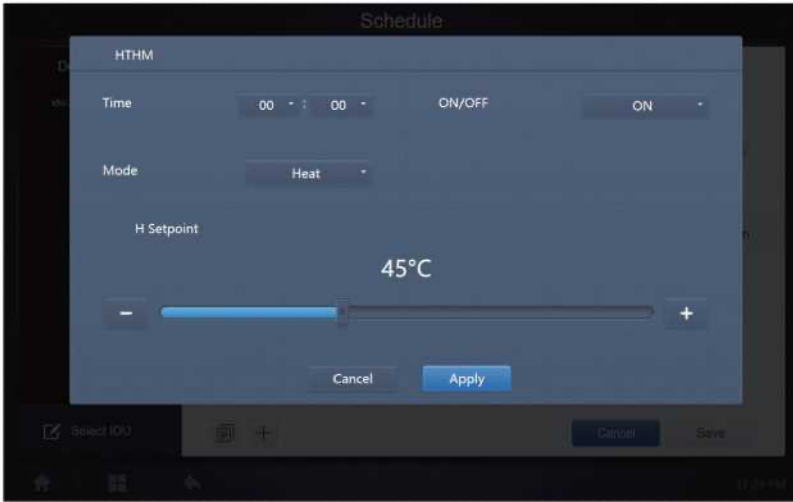 Schedule
HTHM
Time 00 : 00 ON/OFF ON
Mode Heat
H Setpoint
45°C
− +
Cancel Apply
Select IDU Cancel Save